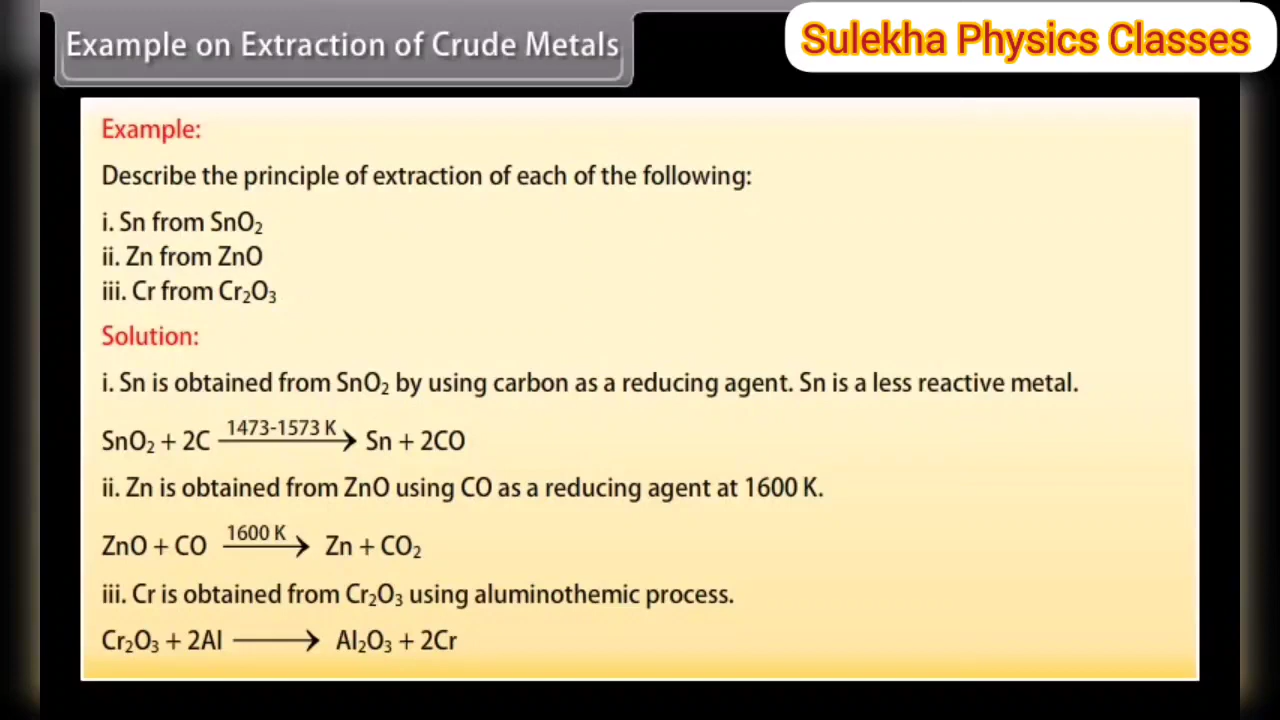 Example on Extraction of Crude Metals
Sulekha Physics Classes
Example:
Describe the principle of extraction of each of the following:
i. Sn from SnO₂
ii. Zn from ZnO
iii. Cr from Cr₂O₃
Solution:
i. Sn is obtained from SnO₂ by using carbon as a reducing agent. Sn is a less reactive metal.
SnO₂ + 2C 1473-1573 K → Sn + 2CO
ii. Zn is obtained from ZnO using CO as a reducing agent at 1600 K.
ZnO + CO 1600 K → Zn + CO₂
iii. Cr is obtained from Cr₂O₃ using aluminothemic process.
Cr₂O₃ + 2Al → Al₂O₃ + 2Cr